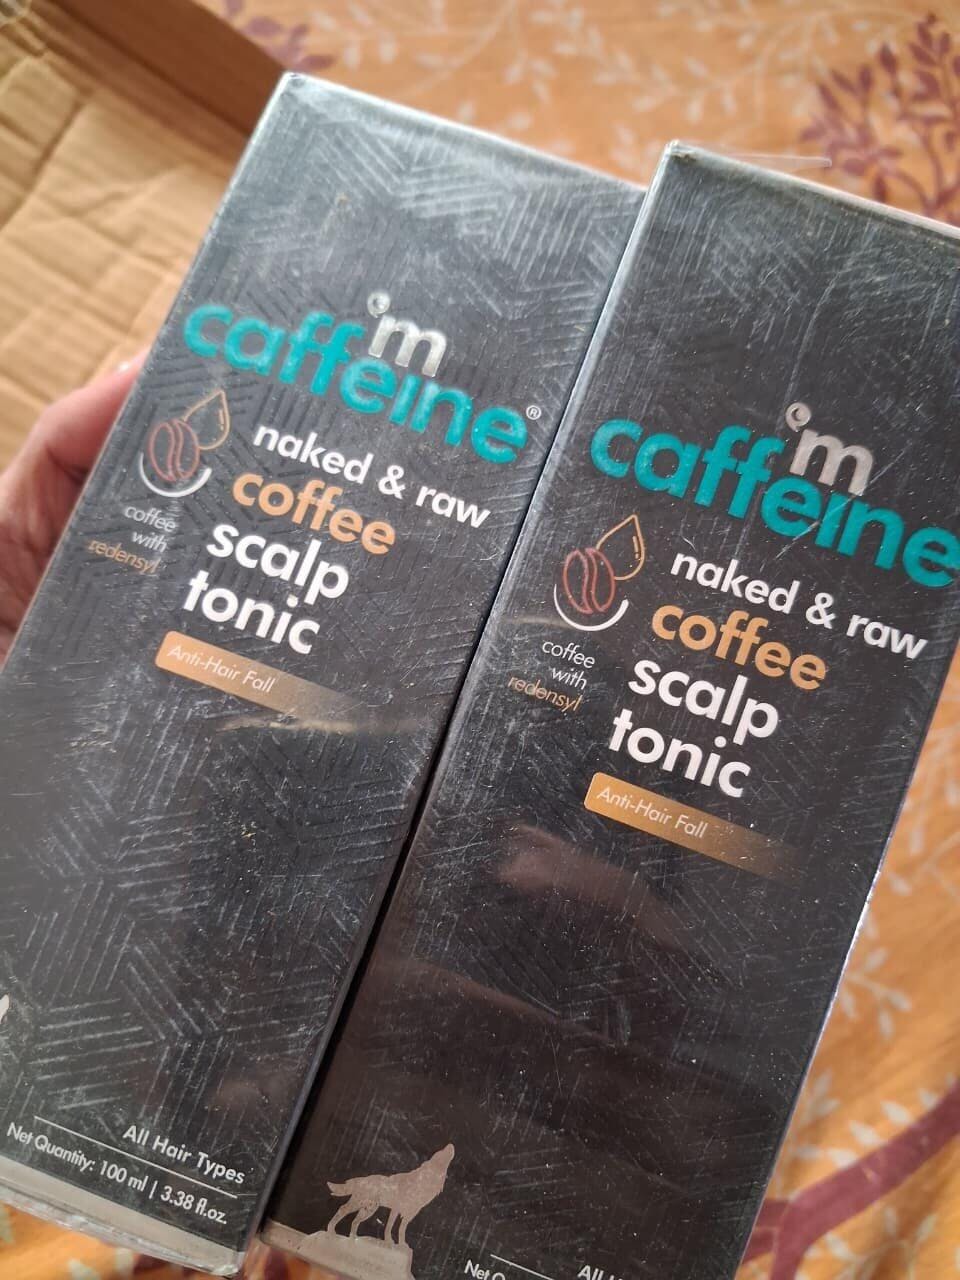 i'm
caffeine®
naked & raw
coffee
scalp
tonic
coffee
with
redensyl
Anti-Hair Fall
All Hair Types
Net Quantity: 100 ml | 3.38 fl.oz.
i'm
caffeine
naked & raw
coffee
scalp
tonic
coffee
with
redensyl
Anti-Hair Fall
Net